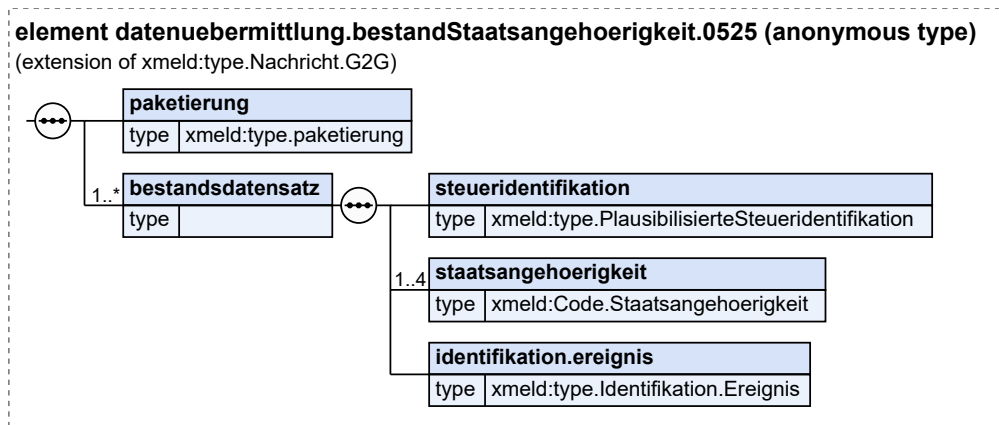 element datenuebermittlung.bestandStaatsangehoerigkeit.0525 (anonymous type)
(extension of xmeld:type.Nachricht.G2G)
paketierung
type xmeld:type.paketierung
1..*
bestandsdatensatz
type
steueridentifikation
type xmeld:type.PlausibilisierteSteueridentifikation
1..4
staatsangehoerigkeit
type xmeld:Code.Staatsangehoerigkeit
identifikation.ereignis
type xmeld:type.Identifikation.Ereignis